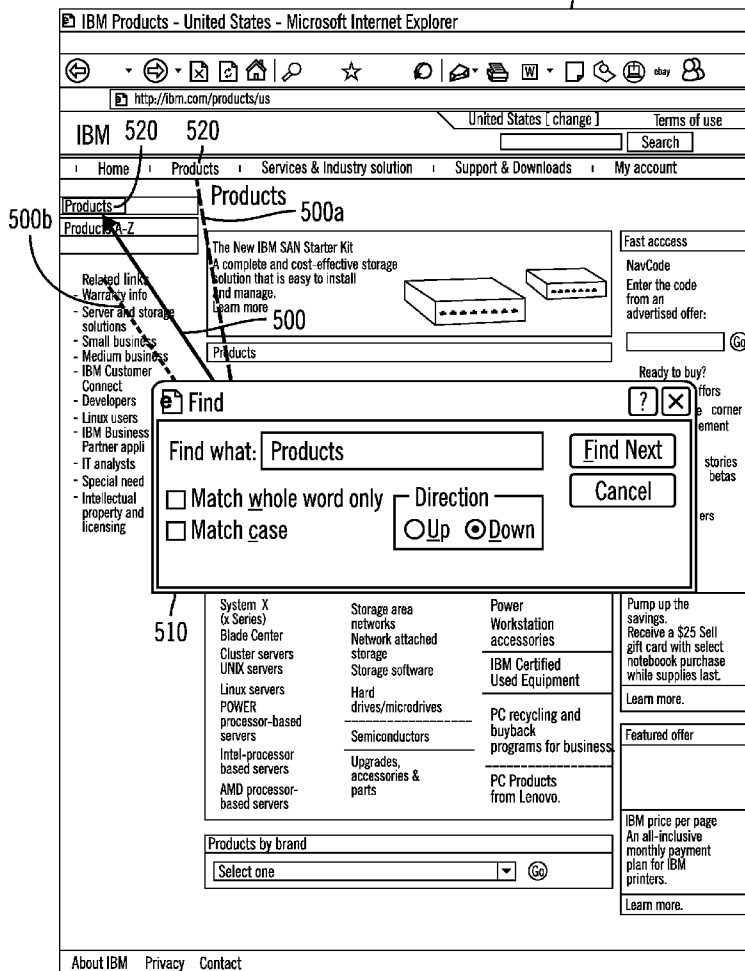 IBM Products - United States - Microsoft Internet Explorer
W
ebay
http://ibm.com/products/us
United States [ change ] Terms of use
IBM 520 520
Search
Home Products Services & Industry solution Support & Downloads My account
Products
Products A-Z
500b
Products
500a
The New IBM SAN Starter Kit
A complete and cost-effective storage
solution that is easy to install
and manage.
Learn more
500
Products
Fast acccess
NavCode
Enter the code
from an
advertised offer:
Go
Ready to buy?
ffors
corner
ement
stories
betas
ers
Related links
- Warranty info
- Server and storage
solutions
- Small business
- Medium business
- IBM Customer
Connect
- Developers
- Linux users
- IBM Business
Partner appli
- IT analysts
- Special need
- Intellectual
property and
licensing
e Find ? X
Find what: Products
Find Next
Match whole word only
Match case
Direction
Up Down
Cancel
510
System X
(x Series)
Blade Center
Cluster servers
UNIX servers
Linux servers
POWER
processor-based
servers
Intel-processor
based servers
AMD processor-
based servers
Storage area
networks
Network attached
storage
Storage software
Hard
drives/microdrives
Semiconductors
Upgrades,
accessories &
parts
Power
Workstation
accessories
IBM Certified
Used Equipment
PC recycling and
buyback
programs for business.
PC Products
from Lenovo.
Pump up the
savings.
Receive a $25 Sell
gift card with select
noteboook purchase
while supplies last.
Learn more.
Featured offer
IBM price per page
An all-inclusive
monthly payment
plan for IBM
printers.
Learn more.
Products by brand
Select one
Go
About IBM Privacy Contact